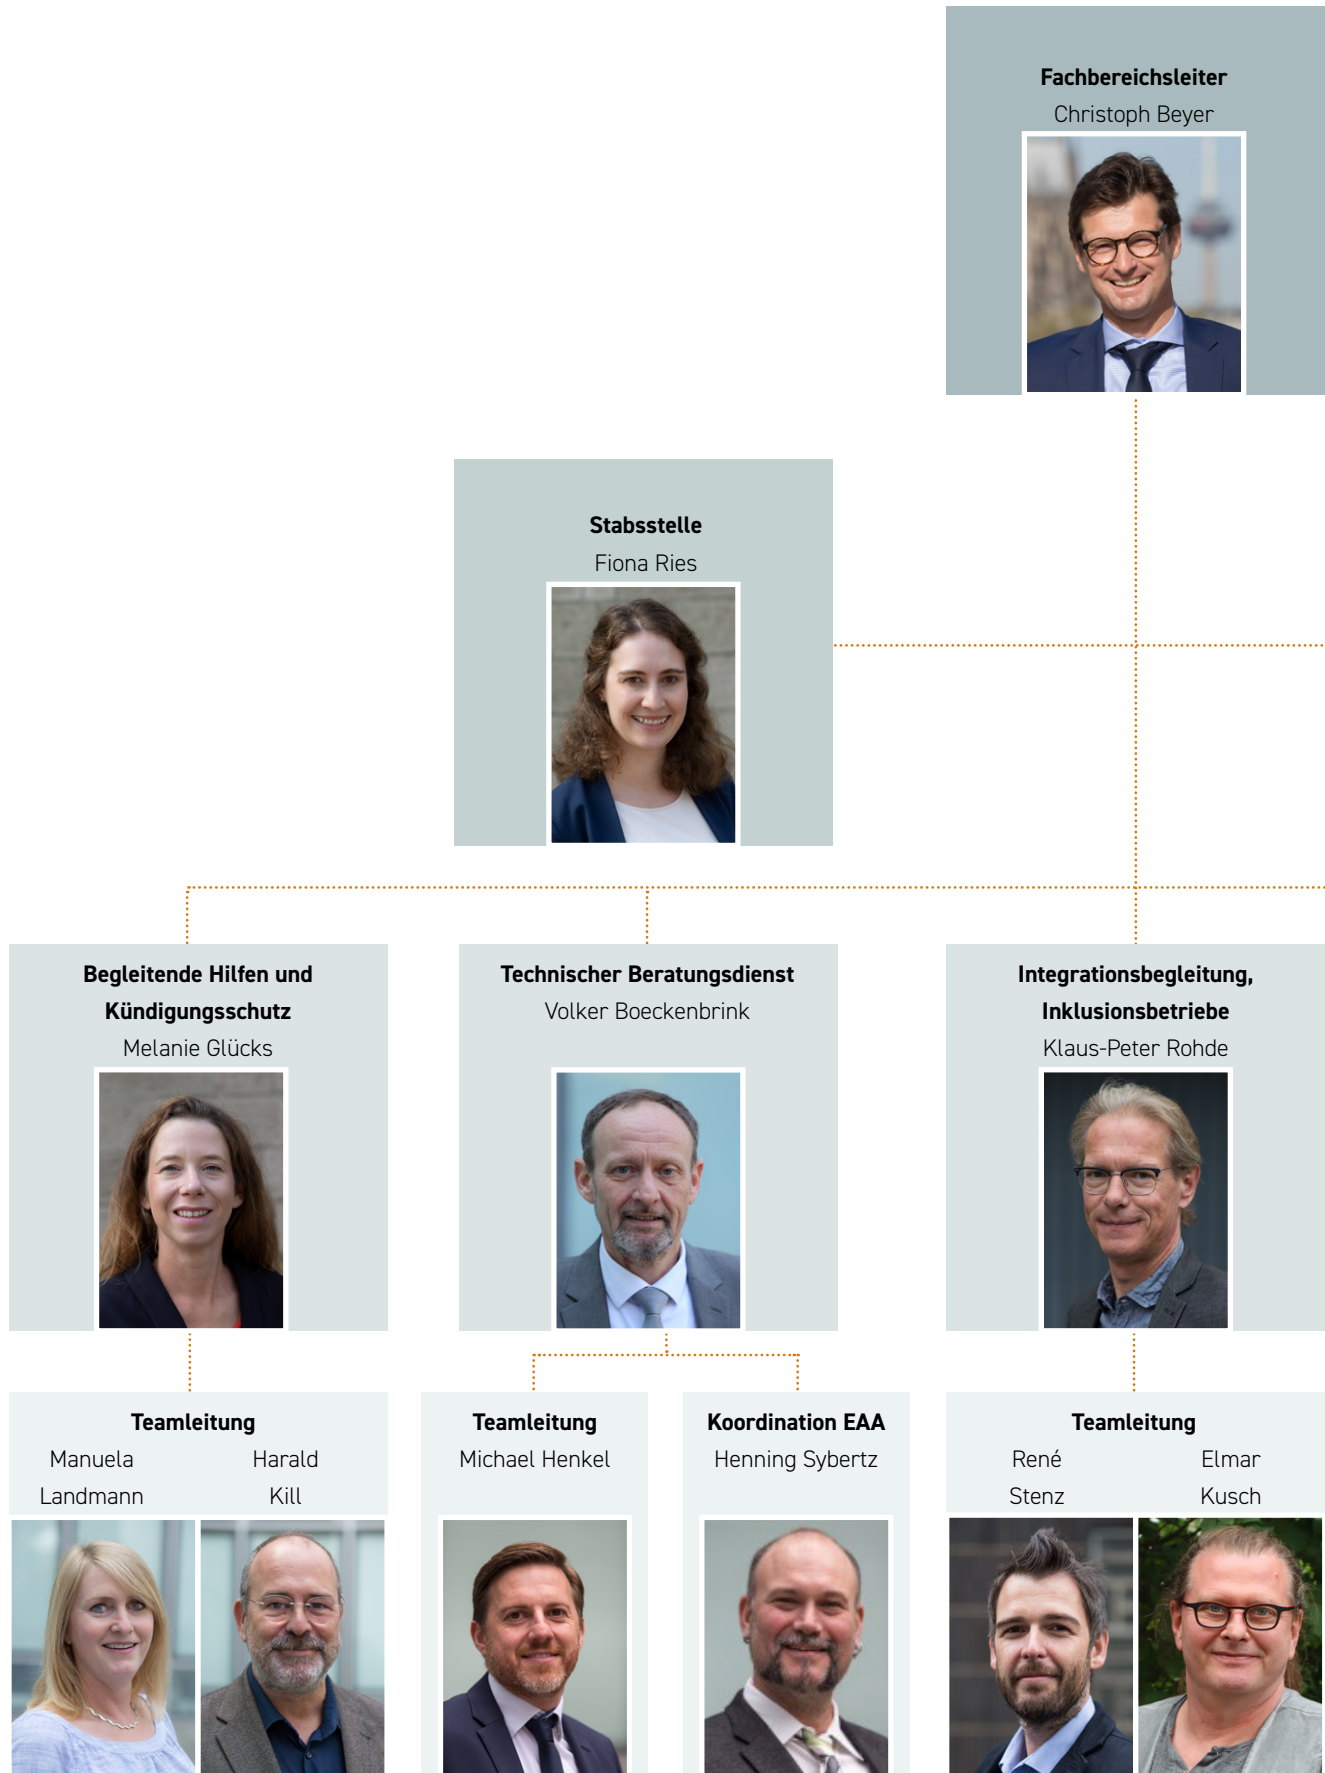 Fachbereichsleiter
Christoph Beyer
Stabsstelle
Fiona Ries
Begleitende Hilfen und
Kündigungsschutz
Melanie Glücks
Technischer Beratungsdienst
Volker Boeckenbrink
Integrationsbegleitung,
Inklusionsbetriebe
Klaus-Peter Rohde
Teamleitung
Manuela
Landmann
Harald
Kill
Teamleitung
Michael Henkel
Koordination EAA
Henning Sybertz
Teamleitung
René
Stenz
Elmar
Kusch